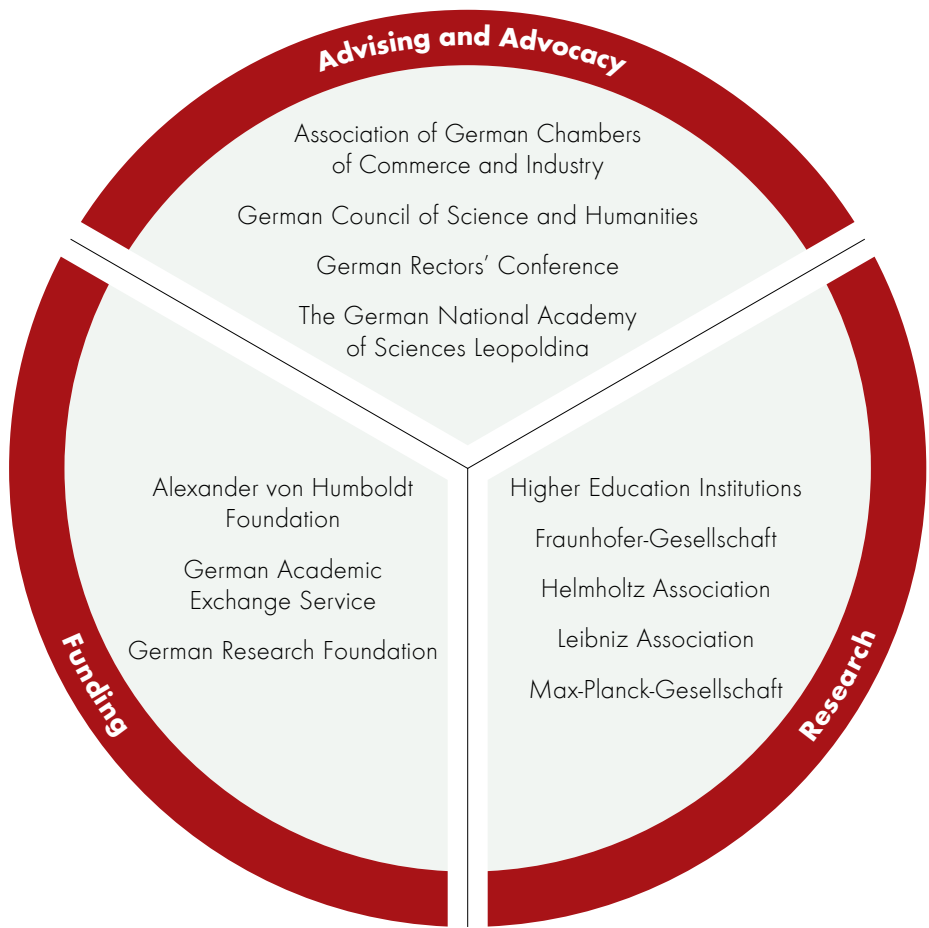 Advising and Advocacy
Association of German Chambers
of Commerce and Industry
German Council of Science and Humanities
German Rectors’ Conference
The German National Academy
of Sciences Leopoldina
Funding
Alexander von Humboldt
Foundation
German Academic
Exchange Service
German Research Foundation
Research
Higher Education Institutions
Fraunhofer-Gesellschaft
Helmholtz Association
Leibniz Association
Max-Planck-Gesellschaft